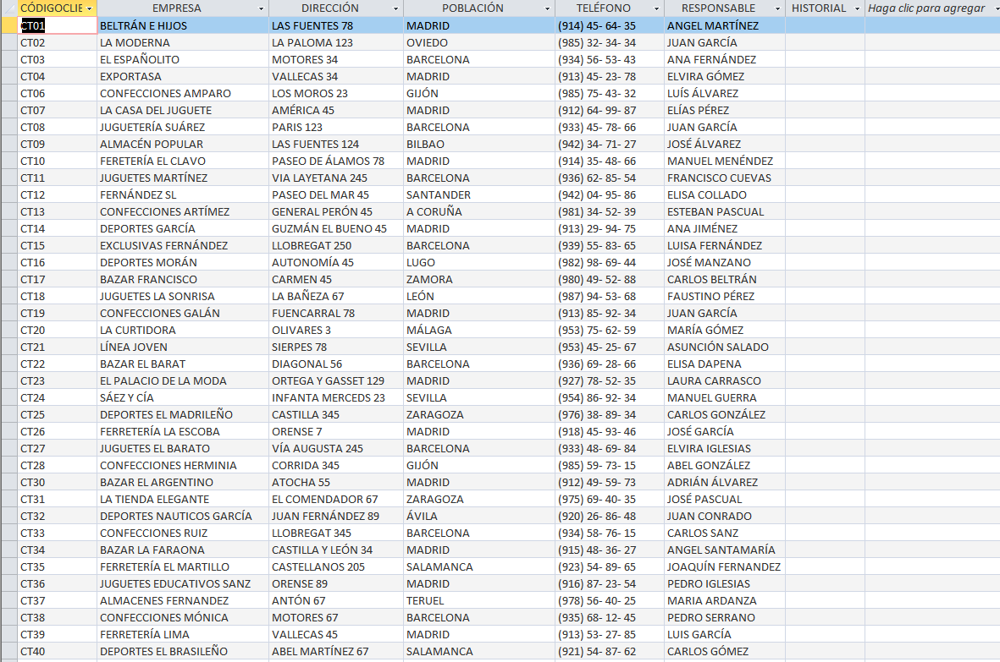 CÓDIGOCLIE EMPRESA DIRECCIÓN POBLACIÓN TELÉFONO RESPONSABLE HISTORIAL Haga clic para agregar
CT01 BELTRÁN E HIJOS LAS FUENTES 78 MADRID (914) 45- 64- 35 ANGEL MARTÍNEZ
CT02 LA MODERNA LA PALOMA 123 OVIEDO (985) 32- 34- 34 JUAN GARCÍA
CT03 EL ESPAÑOLITO MOTORES 34 BARCELONA (934) 56- 53- 43 ANA FERNÁNDEZ
CT04 EXPORTASA VALLECAS 34 MADRID (913) 45- 23- 78 ELVIRA GÓMEZ
CT06 CONFECCIONES AMPARO LOS MOROS 23 GIJÓN (985) 75- 43- 32 LUÍS ÁLVAREZ
CT07 LA CASA DEL JUGUETE AMÉRICA 45 MADRID (912) 64- 99- 87 ELÍAS PÉREZ
CT08 JUGUETERÍA SUÁREZ PARIS 123 BARCELONA (933) 45- 78- 66 JUAN GARCÍA
CT09 ALMACÉN POPULAR LAS FUENTES 124 BILBAO (942) 34- 71- 27 JOSÉ ÁLVAREZ
CT10 FERETERÍA EL CLAVO PASEO DE ÁLAMOS 78 MADRID (914) 35- 48- 66 MANUEL MENÉNDEZ
CT11 JUGUETES MARTÍNEZ VIA LAYETANA 245 BARCELONA (936) 62- 85- 54 FRANCISCO CUEVAS
CT12 FERNÁNDEZ SL PASEO DEL MAR 45 SANTANDER (942) 04- 95- 86 ELISA COLLADO
CT13 CONFECCIONES ARTÍMEZ GENERAL PERÓN 45 A CORUÑA (981) 34- 52- 39 ESTEBAN PASCUAL
CT14 DEPORTES GARCÍA GUZMÁN EL BUENO 45 MADRID (913) 29- 94- 75 ANA JIMÉNEZ
CT15 EXCLUSIVAS FERNÁNDEZ LLOBREGAT 250 BARCELONA (939) 55- 83- 65 LUISA FERNÁNDEZ
CT16 DEPORTES MORÁN AUTONOMÍA 45 LUGO (982) 98- 69- 44 JOSÉ MANZANO
CT17 BAZAR FRANCISCO CARMEN 45 ZAMORA (980) 49- 52- 88 CARLOS BELTRÁN
CT18 JUGUETES LA SONRISA LA BAÑEZA 67 LEÓN (987) 94- 53- 68 FAUSTINO PÉREZ
CT19 CONFECCIONES GALÁN FUENCARRAL 78 MADRID (913) 85- 92- 34 JUAN GARCÍA
CT20 LA CURTIDORA OLIVARES 3 MÁLAGA (953) 75- 62- 59 MARÍA GÓMEZ
CT21 LÍNEA JOVEN SIERPES 78 SEVILLA (953) 45- 25- 67 ASUNCIÓN SALADO
CT22 BAZAR EL BARAT DIAGONAL 56 BARCELONA (936) 69- 28- 66 ELISA DAPENA
CT23 EL PALACIO DE LA MODA ORTEGA Y GASSET 129 MADRID (927) 78- 52- 35 LAURA CARRASCO
CT24 SÁEZ Y CÍA INFANTA MERCEDS 23 SEVILLA (954) 86- 92- 34 MANUEL GUERRA
CT25 DEPORTES EL MADRILEÑO CASTILLA 345 ZARAGOZA (976) 38- 89- 34 CARLOS GONZÁLEZ
CT26 FERRETERÍA LA ESCOBA ORENSE 7 MADRID (918) 45- 93- 46 JOSÉ GARCÍA
CT27 JUGUETES EL BARATO VÍA AUGUSTA 245 BARCELONA (933) 48- 69- 84 ELVIRA IGLESIAS
CT28 CONFECCIONES HERMINIA CORRIDA 345 GIJÓN (985) 59- 73- 15 ABEL GONZÁLEZ
CT30 BAZAR EL ARGENTINO ATOCHA 55 MADRID (912) 49- 59- 73 ADRIÁN ÁLVAREZ
CT31 LA TIENDA ELEGANTE EL COMENDADOR 67 ZARAGOZA (975) 69- 40- 35 JOSÉ PASCUAL
CT32 DEPORTES NAUTICOS GARCÍA JUAN FERNÁNDEZ 89 ÁVILA (920) 26- 86- 48 JUAN CONRADO
CT33 CONFECCIONES RUIZ LLOBREGAT 345 BARCELONA (934) 58- 76- 15 CARLOS SANZ
CT34 BAZAR LA FARAONA CASTILLA Y LEÓN 34 MADRID (915) 48- 36- 27 ANGEL SANTAMARÍA
CT35 FERRETERÍA EL MARTILLO CASTELLANOS 205 SALAMANCA (923) 54- 89- 65 JOAQUÍN FERNANDEZ
CT36 JUGUETES EDUCATIVOS SANZ ORENSE 89 MADRID (916) 87- 23- 54 PEDRO IGLESIAS
CT37 ALMACENES FERNANDEZ ANTÓN 67 TERUEL (978) 56- 40- 25 MARIA ARDANZA
CT38 CONFECCIONES MÓNICA MOTORES 67 BARCELONA (935) 68- 12- 45 PEDRO SERRANO
CT39 FERRETERÍA LIMA VALLECAS 45 MADRID (913) 53- 27- 85 LUIS GARCÍA
CT40 DEPORTES EL BRASILEÑO ABEL MARTÍNEZ 67 SALAMANCA (921) 54- 87- 62 CARLOS GÓMEZ